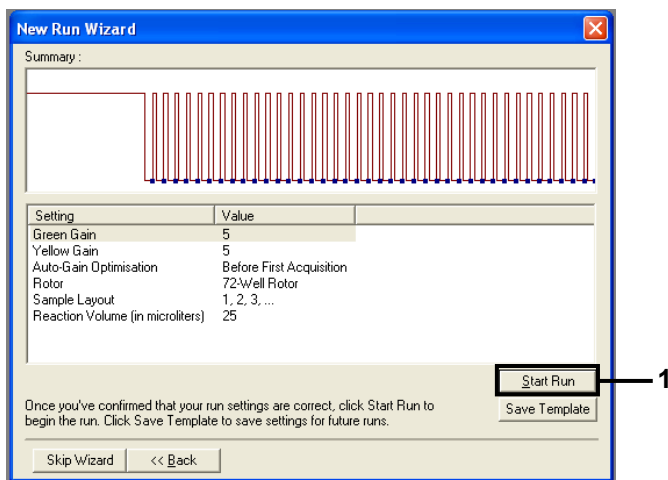 New Run Wizard
Summary :
Setting Value
Green Gain 5
Yellow Gain 5
Auto-Gain Optimisation Before First Acquisition
Rotor 72-Well Rotor
Sample Layout 1, 2, 3, ...
Reaction Volume (in microliters) 25
Start Run
1
Once you've confirmed that your run settings are correct, click Start Run to
begin the run. Click Save Template to save settings for future runs.
Save Template
Skip Wizard
<< Back